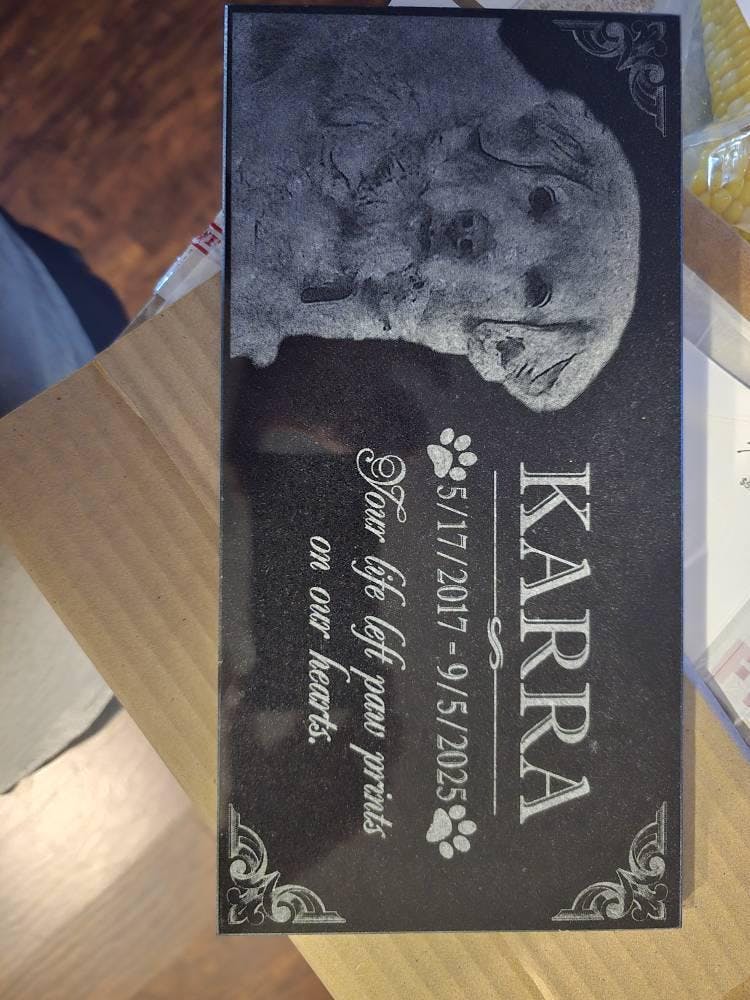 KARRA
5/17/2017 - 9/5/2025
Your life left paw prints
on our hearts.